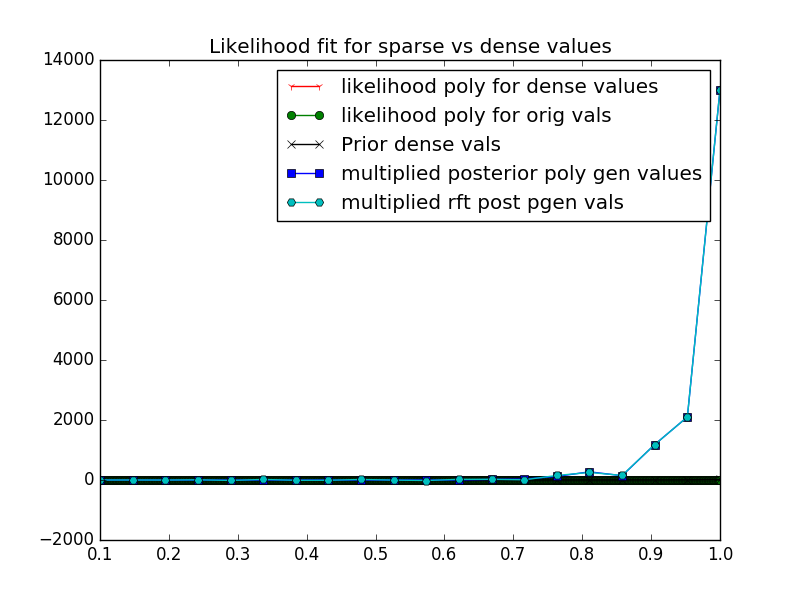 Likelihood fit for sparse vs dense values
14000
12000
10000
8000
6000
4000
2000
0
−2000
likelihood poly for dense values
likelihood poly for orig vals
Prior dense vals
multiplied posterior poly gen values
multiplied rft post pgen vals
0.1 0.2 0.3 0.4 0.5 0.6 0.7 0.8 0.9 1.0